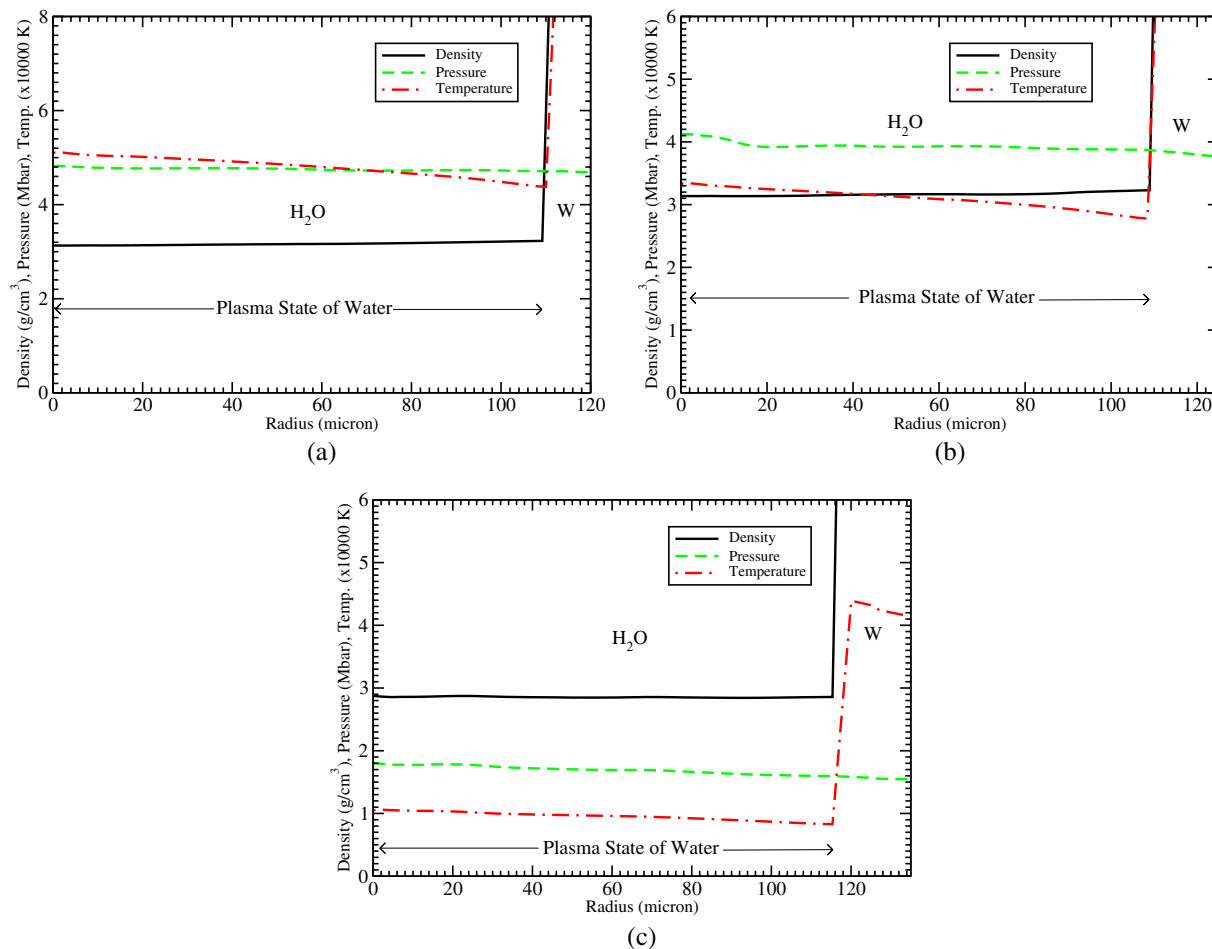 Density (g/cm³), Pressure (Mbar), Temp. (x10000 K)
8
6
4
2
0
Density
Pressure
Temperature
H₂O
W
Plasma State of Water
0 20 40 60 80 100 120
Radius (micron)
(a)
Density (g/cm³), Pressure (Mbar), Temp. (x10000 K)
6
5
4
3
2
1
0
Density
Pressure
Temperature
H₂O
W
Plasma State of Water
0 20 40 60 80 100 120
Radius (micron)
(b)
Density (g/cm³), Pressure (Mbar), Temp. (x10000 K)
6
5
4
3
2
1
0
Density
Pressure
Temperature
H₂O
W
Plasma State of Water
0 20 40 60 80 100 120
Radius (micron)
(c)